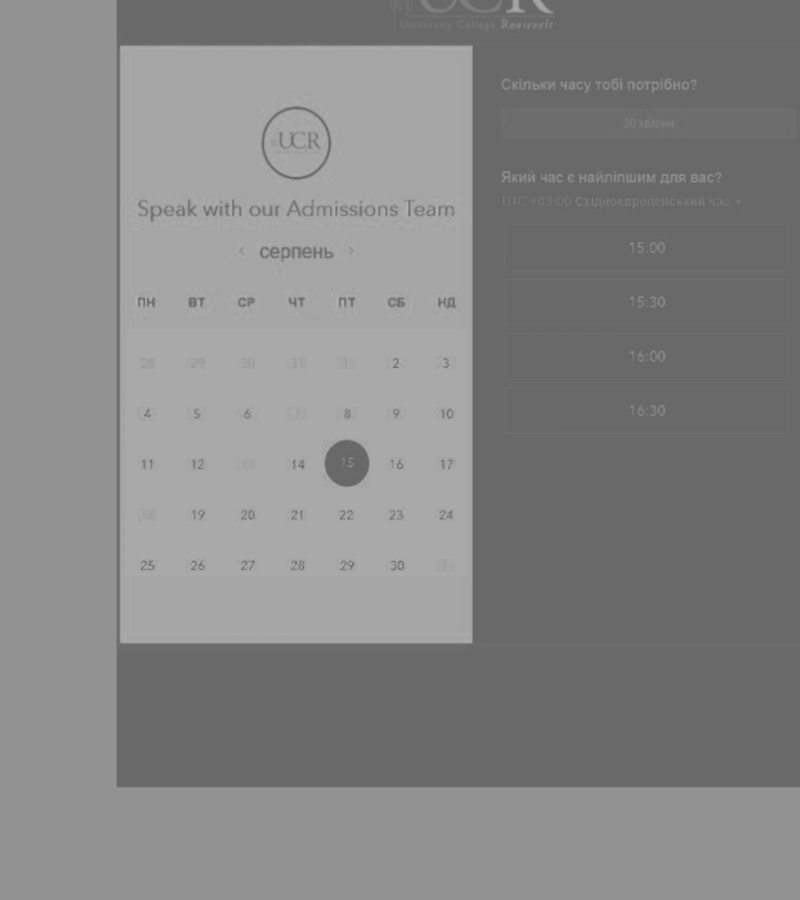 UCR
University College Roosevelt
UCR
Speak with our Admissions Team
< серпень >
ПН ВТ СР ЧТ ПТ СБ НД
28 29 30 31 1 2 3
4 5 6 7 8 9 10
11 12 13 14 15 16 17
18 19 20 21 22 23 24
25 26 27 28 29 30 1
Скільки часу тобі потрібно?
30 хвилин
Який час є найліпшим для вас?
UTC +03:00 Східноєвропейський час
15:00
15:30
16:00
16:30